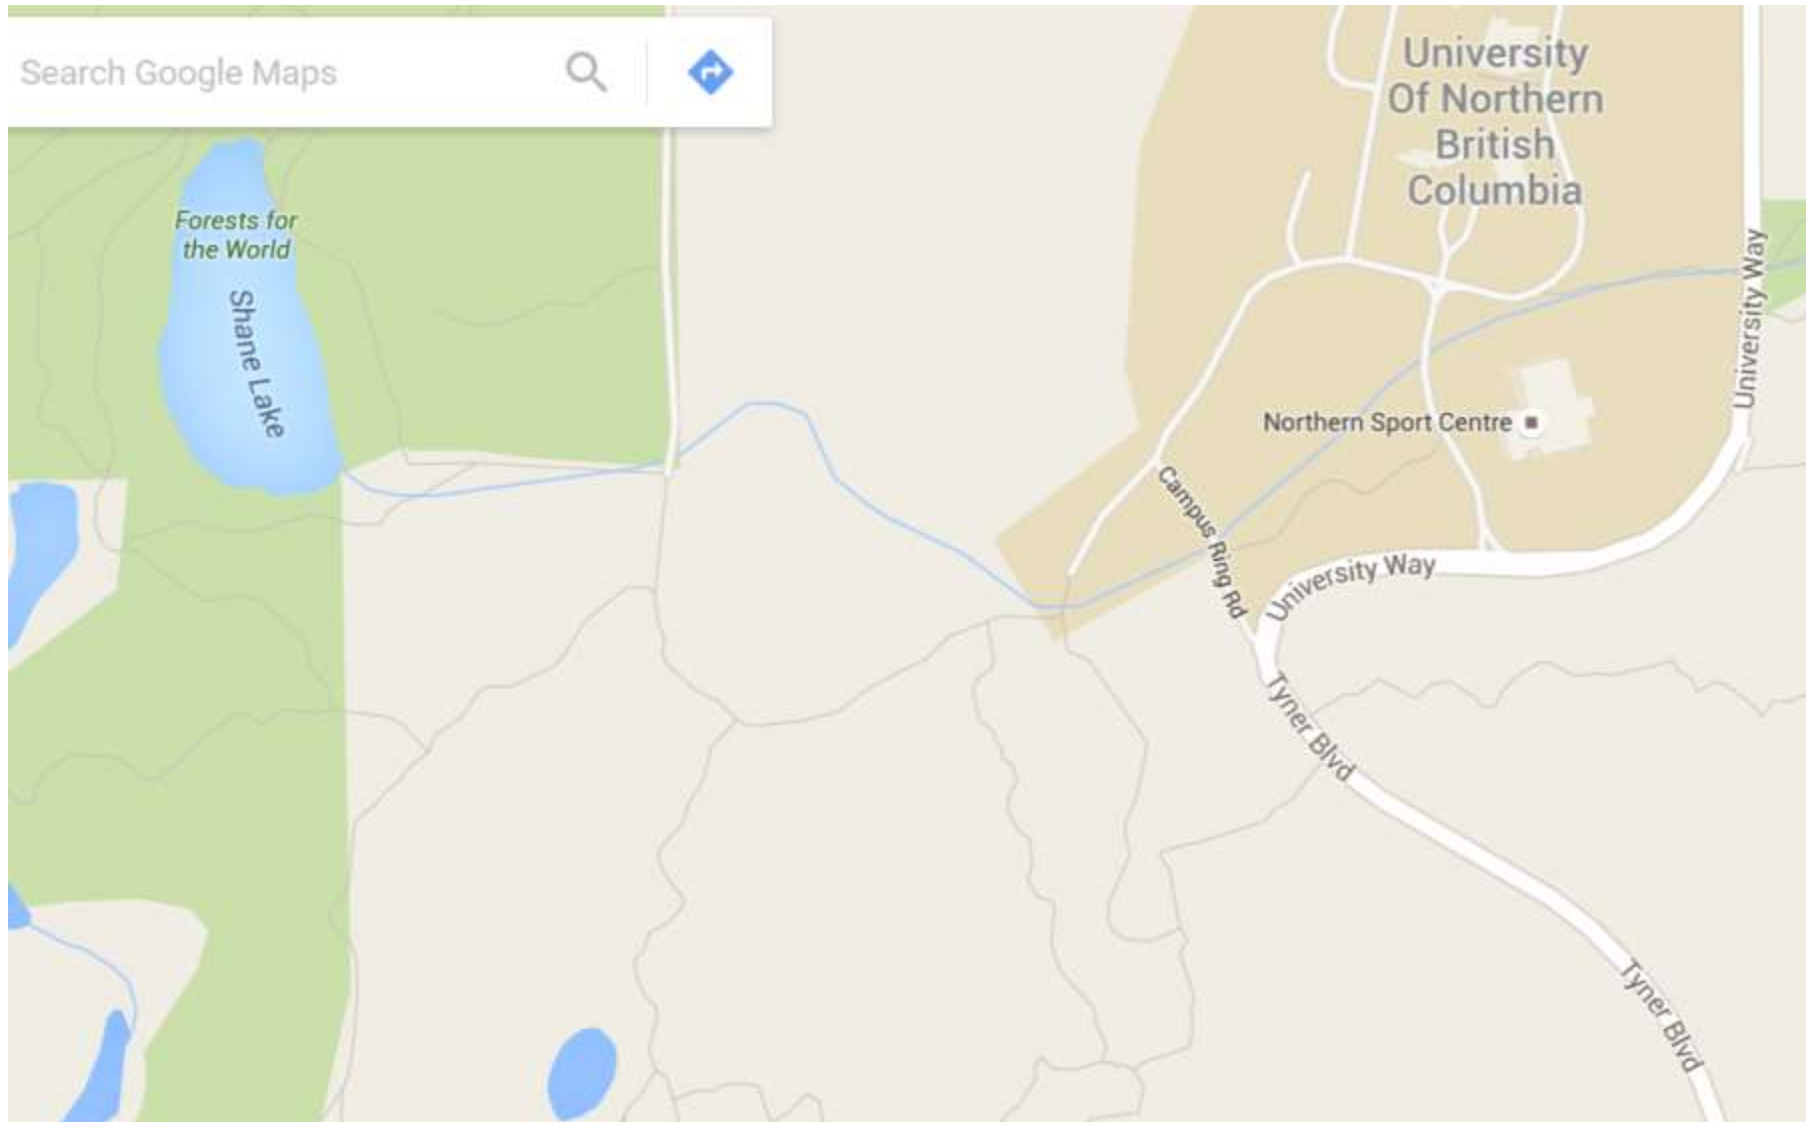 Search Google Maps
University
Of Northern
British
Columbia
Forests for
the World
Shane Lake
University Way
Northern Sport Centre
Campus Ring Rd
University Way
Tyner Blvd
Tyner Blvd